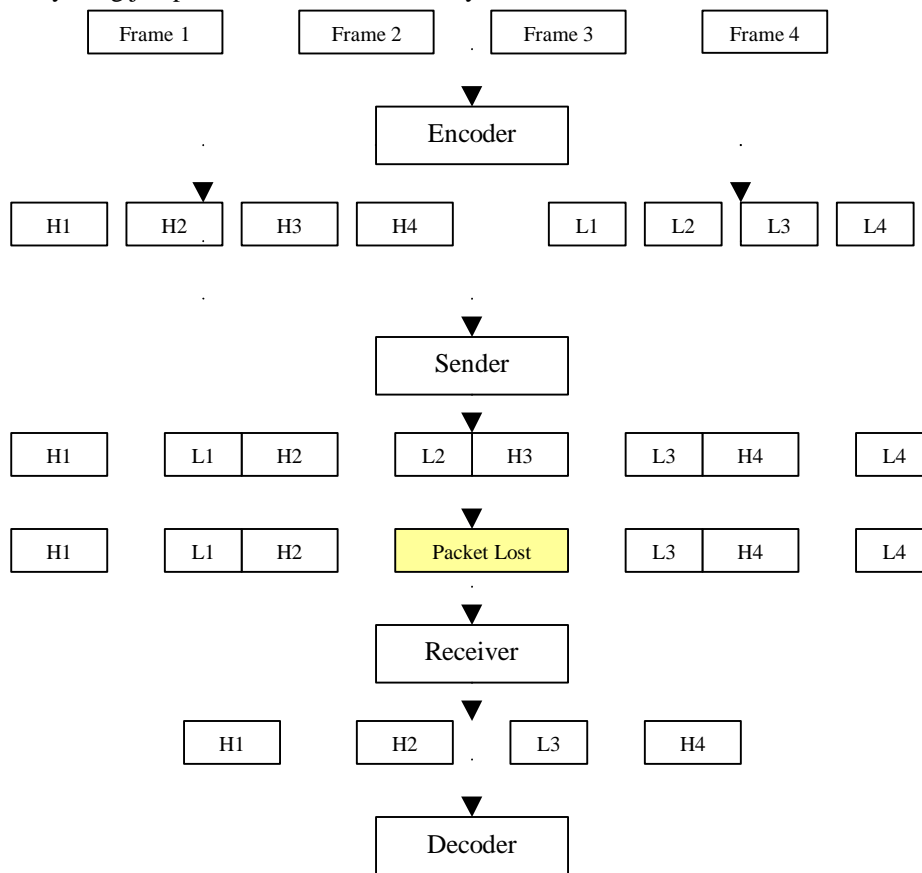 Frame 1 Frame 2 Frame 3 Frame 4
Encoder
H1 H2 H3 H4 L1 L2 L3 L4
Sender
H1 L1 H2 L2 H3 L3 H4 L4
H1 L1 H2 Packet Lost L3 H4 L4
Receiver
H1 H2 L3 H4
Decoder